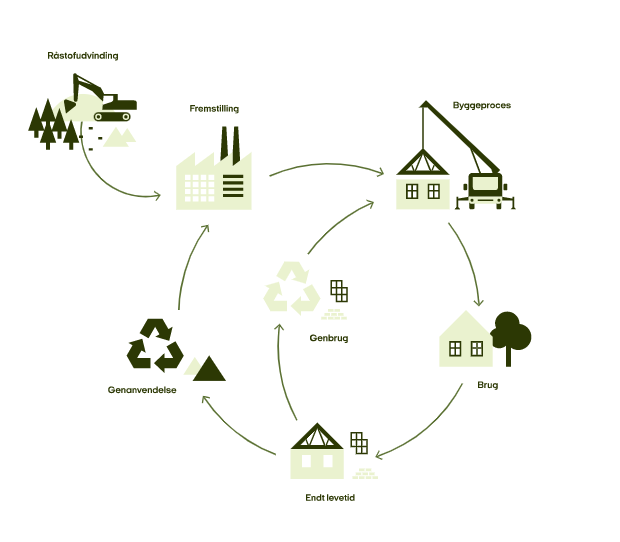 Råstofudvinding
Fremstilling
Byggeproces
Genbrug
Brug
Genanvendelse
Endt levetid